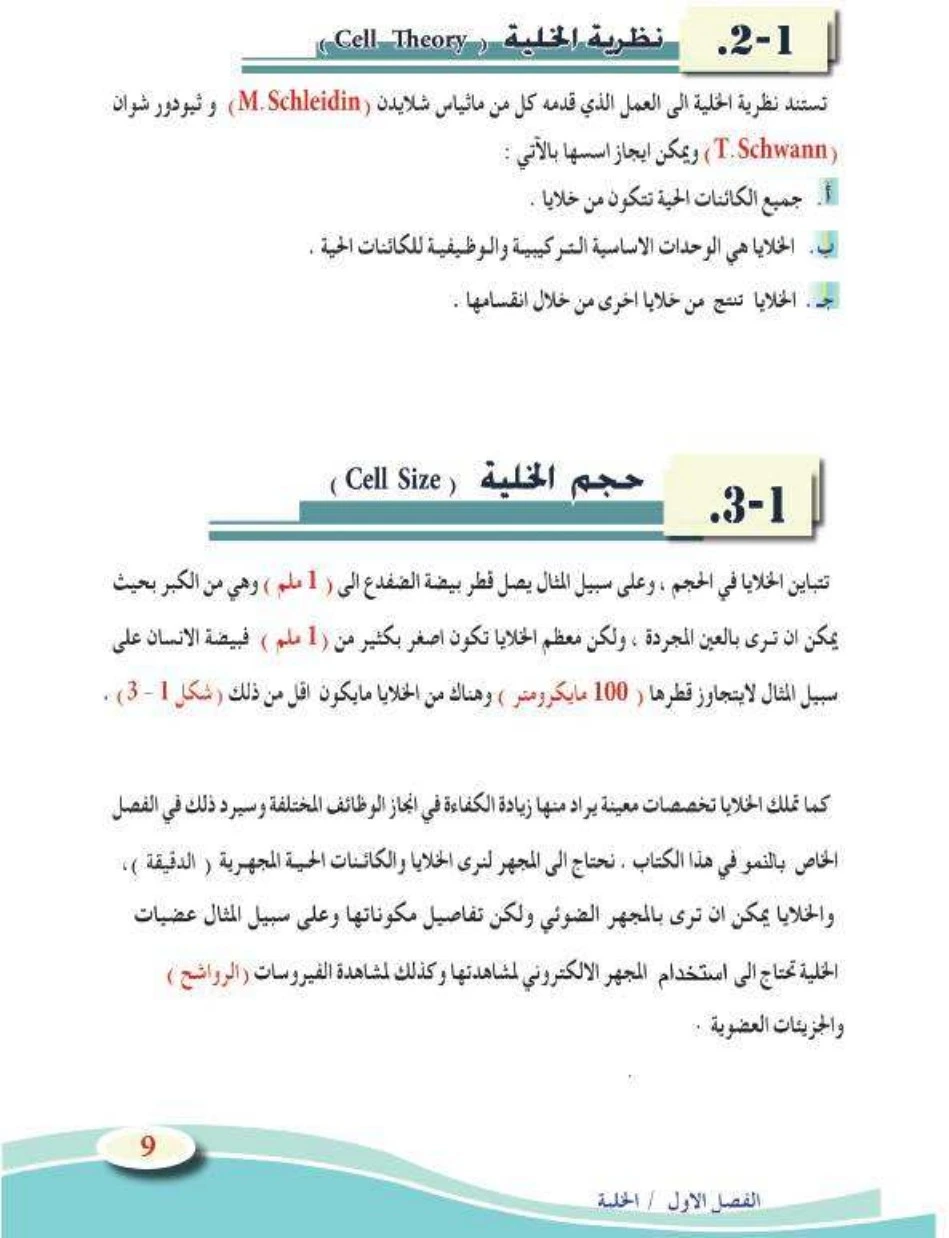 1-2. نظرية الخلية ( Cell Theory )
تستند نظرية الخلية الى العمل الذي قدمه كل من ماثياس شلايدن (M.Schleidin) و ثيودور شوان
(T.Schwann) ويمكن ايجاز اسسها بالآتي :
أ. جميع الكائنات الحية تتكون من خلايا .
ب. الخلايا هي الوحدات الاساسية التركيبية والوظيفية للكائنات الحية .
جـ. الخلايا تنتج من خلايا اخرى من خلال انقسامها .
1-3. حجم الخلية ( Cell Size )
تتباين الخلايا في الحجم ، وعلى سبيل المثال يصل قطر بيضة الضفدع الى ( 1 ملم ) وهي من الكبر بحيث
يمكن ان ترى بالعين المجردة ، ولكن معظم الخلايا تكون اصغر بكثير من (1 ملم ) فبيضة الانسان على
سبيل المثال لايتجاوز قطرها ( 100 مايكرومتر ) وهناك من الخلايا مايكون اقل من ذلك (شكل 1 - 3) .
كما تملك الخلايا تخصصات معينة يراد منها زيادة الكفاءة في انجاز الوظائف المختلفة وسيرد ذلك في الفصل
الخاص بالنمو في هذا الكتاب . نحتاج الى المجهر لنرى الخلايا والكائنات الحية المجهرية ( الدقيقة ) ،
والخلايا يمكن ان ترى بالمجهر الضوئي ولكن تفاصيل مكوناتها وعلى سبيل المثال عضيات
الخلية تحتاج الى استخدام المجهر الالكتروني لمشاهدتها وكذلك لمشاهدة الفيروسات (الرواشح )
والجزيئات العضوية .
9
الفصل الاول / الخلية